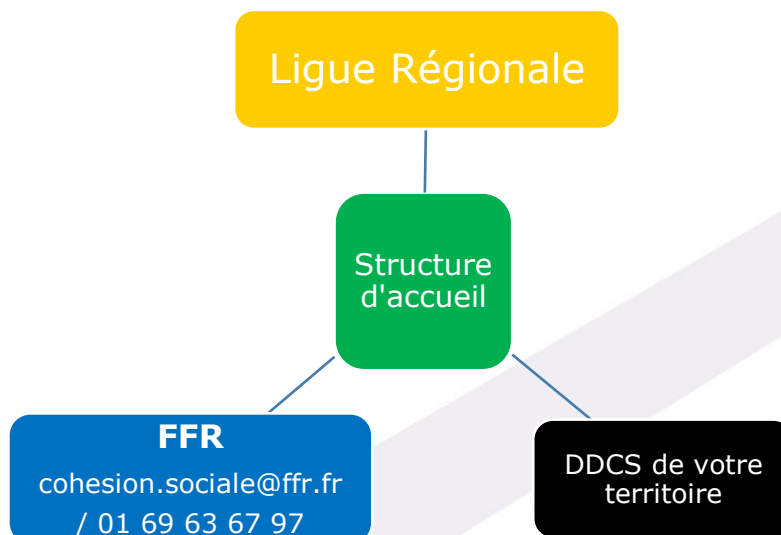 Ligue Régionale
Structure
d'accueil
FFR
cohesion.sociale@ffr.fr
/ 01 69 63 67 97
DDCS de votre
territoire